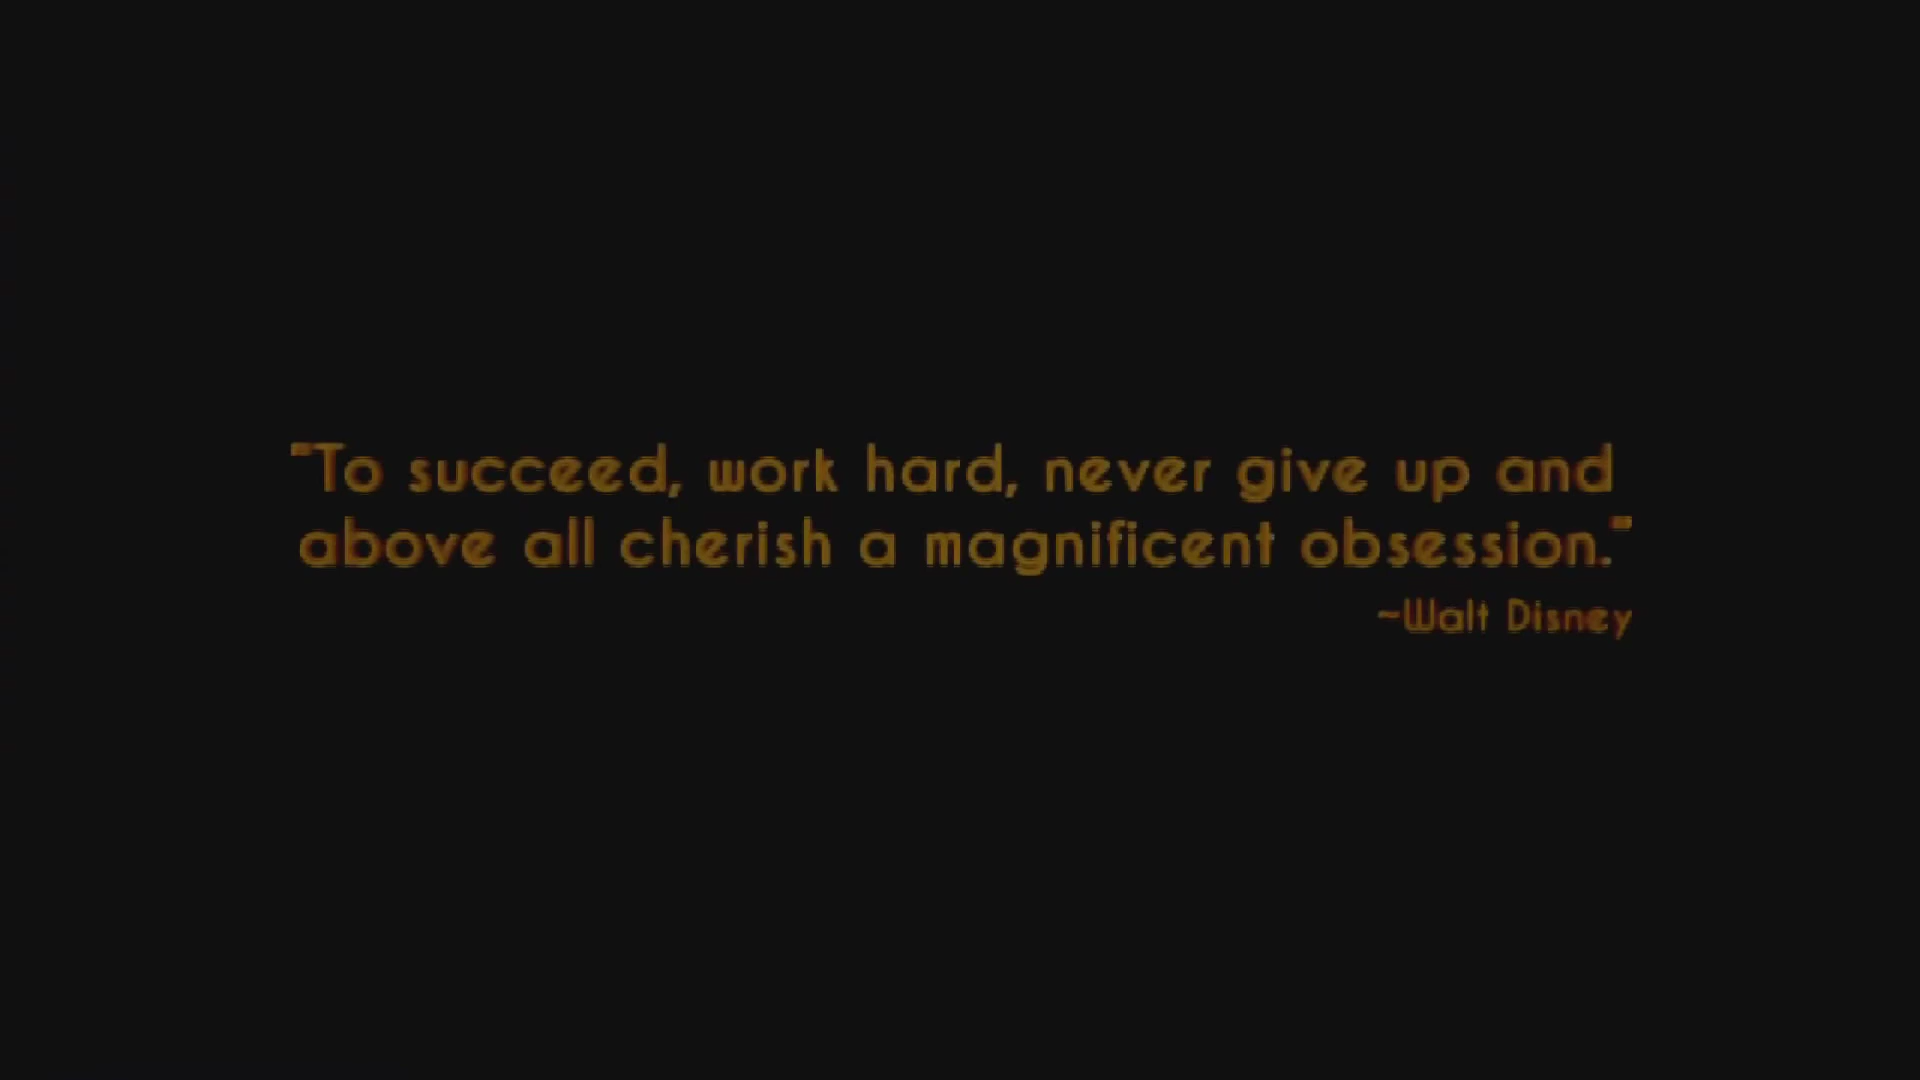 "To succeed, work hard, never give up and
above all cherish a magnificent obsession."
~Walt Disney